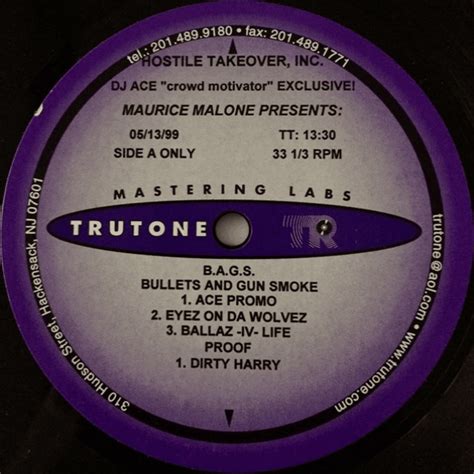 tel.: 201.489.9180 • fax: 201.489.1771
HOSTILE TAKEOVER, INC.
DJ ACE "crowd motivator" EXCLUSIVE!
MAURICE MALONE PRESENTS:
05/13/99 TT: 13:30
SIDE A ONLY 33 1/3 RPM
MASTERING LABS
TRUTONE TR
B.A.G.S.
BULLETS AND GUN SMOKE
1. ACE PROMO
2. EYEZ ON DA WOLVEZ
3. BALLAZ -IV- LIFE
PROOF
1. DIRTY HARRY
310 Hudson Street, Hackensack, NJ 07601
trutone@aol.com • www.trutone.com